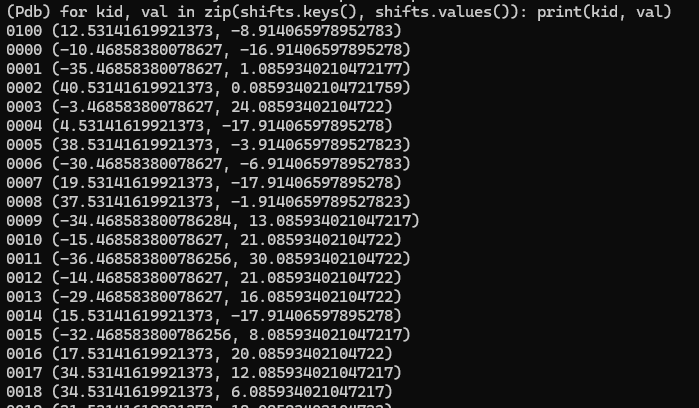 (Pdb) for kid, val in zip(shifts.keys(), shifts.values()): print(kid, val)
0100 (12.53141619921373, -8.914065978952783)
0000 (-10.46858380078627, -16.91406597895278)
0001 (-35.46858380078627, 1.0859340210472177)
0002 (40.53141619921373, 0.08593402104721759)
0003 (-3.46858380078627, 24.0859340210472​2)
0004 (4.53141619921373, -17.91406597895278)
0005 (38.53141619921373, -3.9140659789527823)
0006 (-30.46858380078627, -6.914065978952783)
0007 (19.53141619921373, -17.91406597895278)
0008 (37.53141619921373, -1.9140659789527823)
0009 (-34.468583800786284, 13.085934021047217)
0010 (-15.46858380078627, 21.08593402104722)
0011 (-36.468583800786256, 30.08593402104722)
0012 (-14.46858380078627, 21.08593402104722)
0013 (-29.46858380078627, 16.08593402104722)
0014 (15.53141619921373, -17.91406597895278)
0015 (-32.468583800786256, 8.085934021047217)
0016 (17.53141619921373, 20.08593402104722)
0017 (34.53141619921373, 12.085934021047217)
0018 (34.53141619921373, 6.085934021047217)